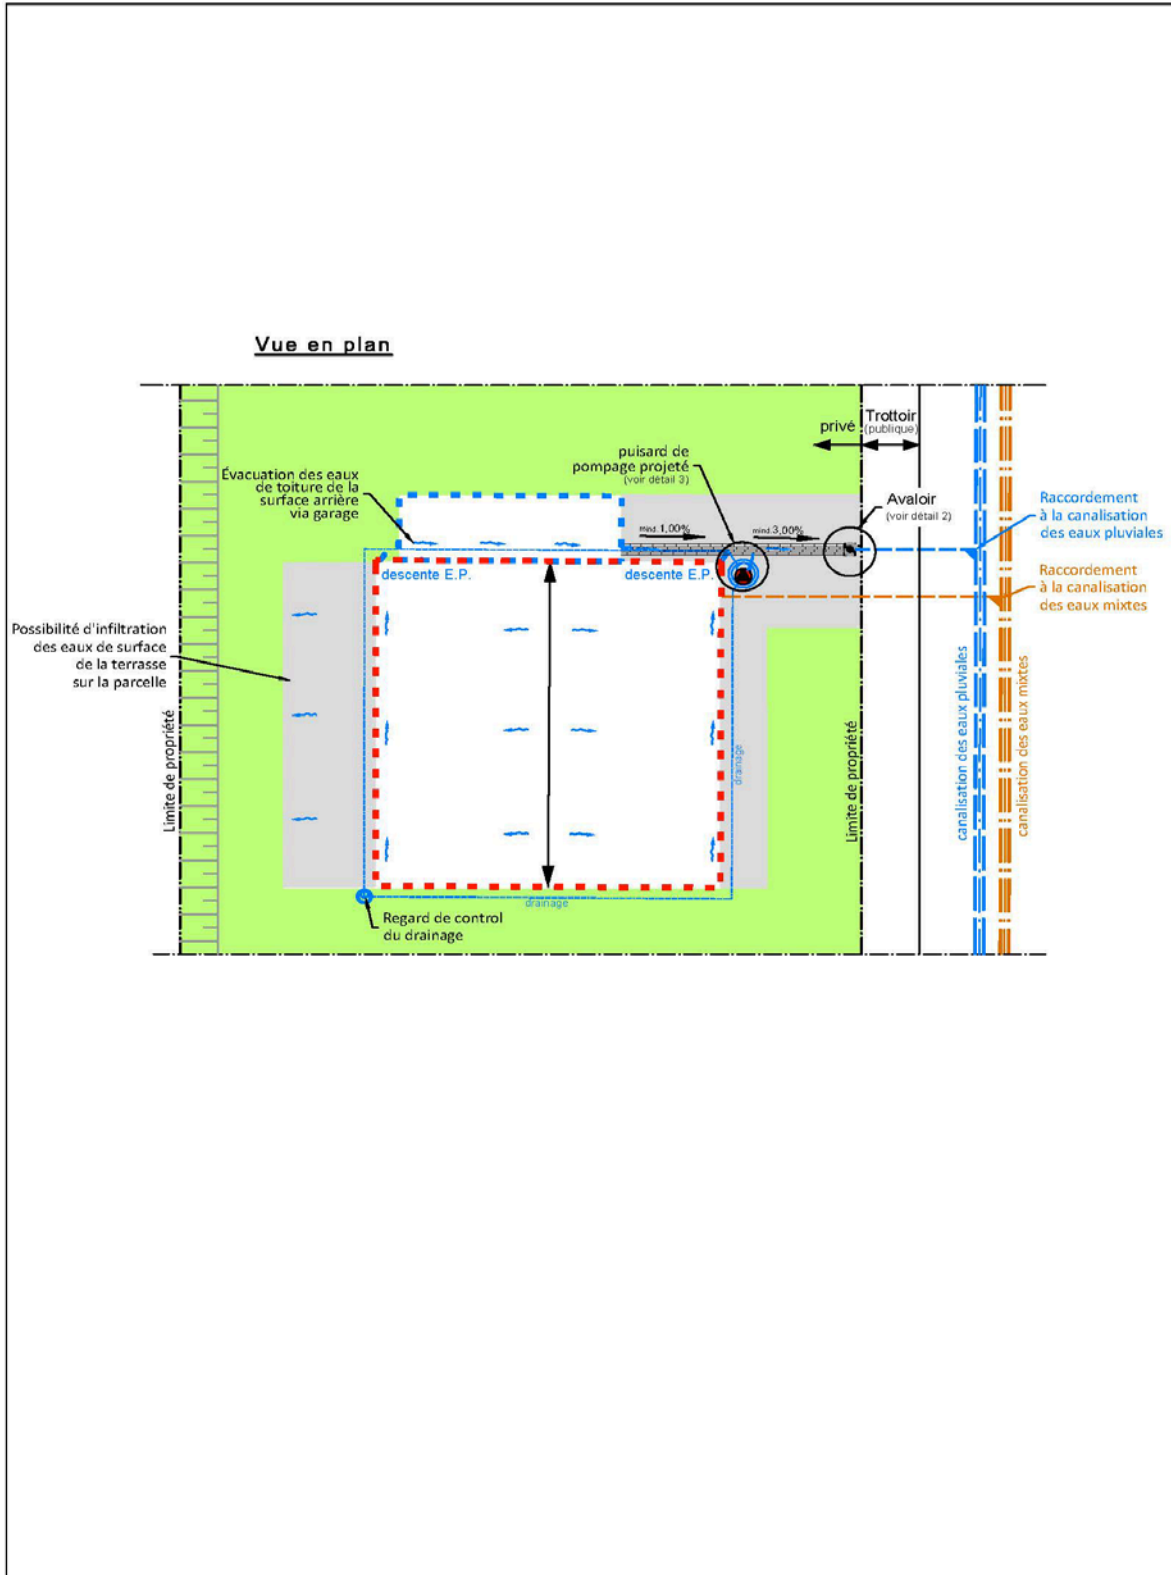 Vue en plan
privé
Trottoir
(publique)
puisard de
pompage projeté
(voir détail 3)
Évacuation des eaux
de toiture de la
surface arrière
via garage
Avaloir
(voir détail 2)
Raccordement
à la canalisation
des eaux pluviales
Mind.1,00%
mind.3,00%
descente E.P.
descente E.P.
Raccordement
à la canalisation
des eaux mixtes
Possibilité d'infiltration
des eaux de surface
de la terrasse
sur la parcelle
Limite de propriété
drainage
Limite de propriété
canalisation des eaux pluviales
canalisation des eaux mixtes
drainage
Regard de control
du drainage